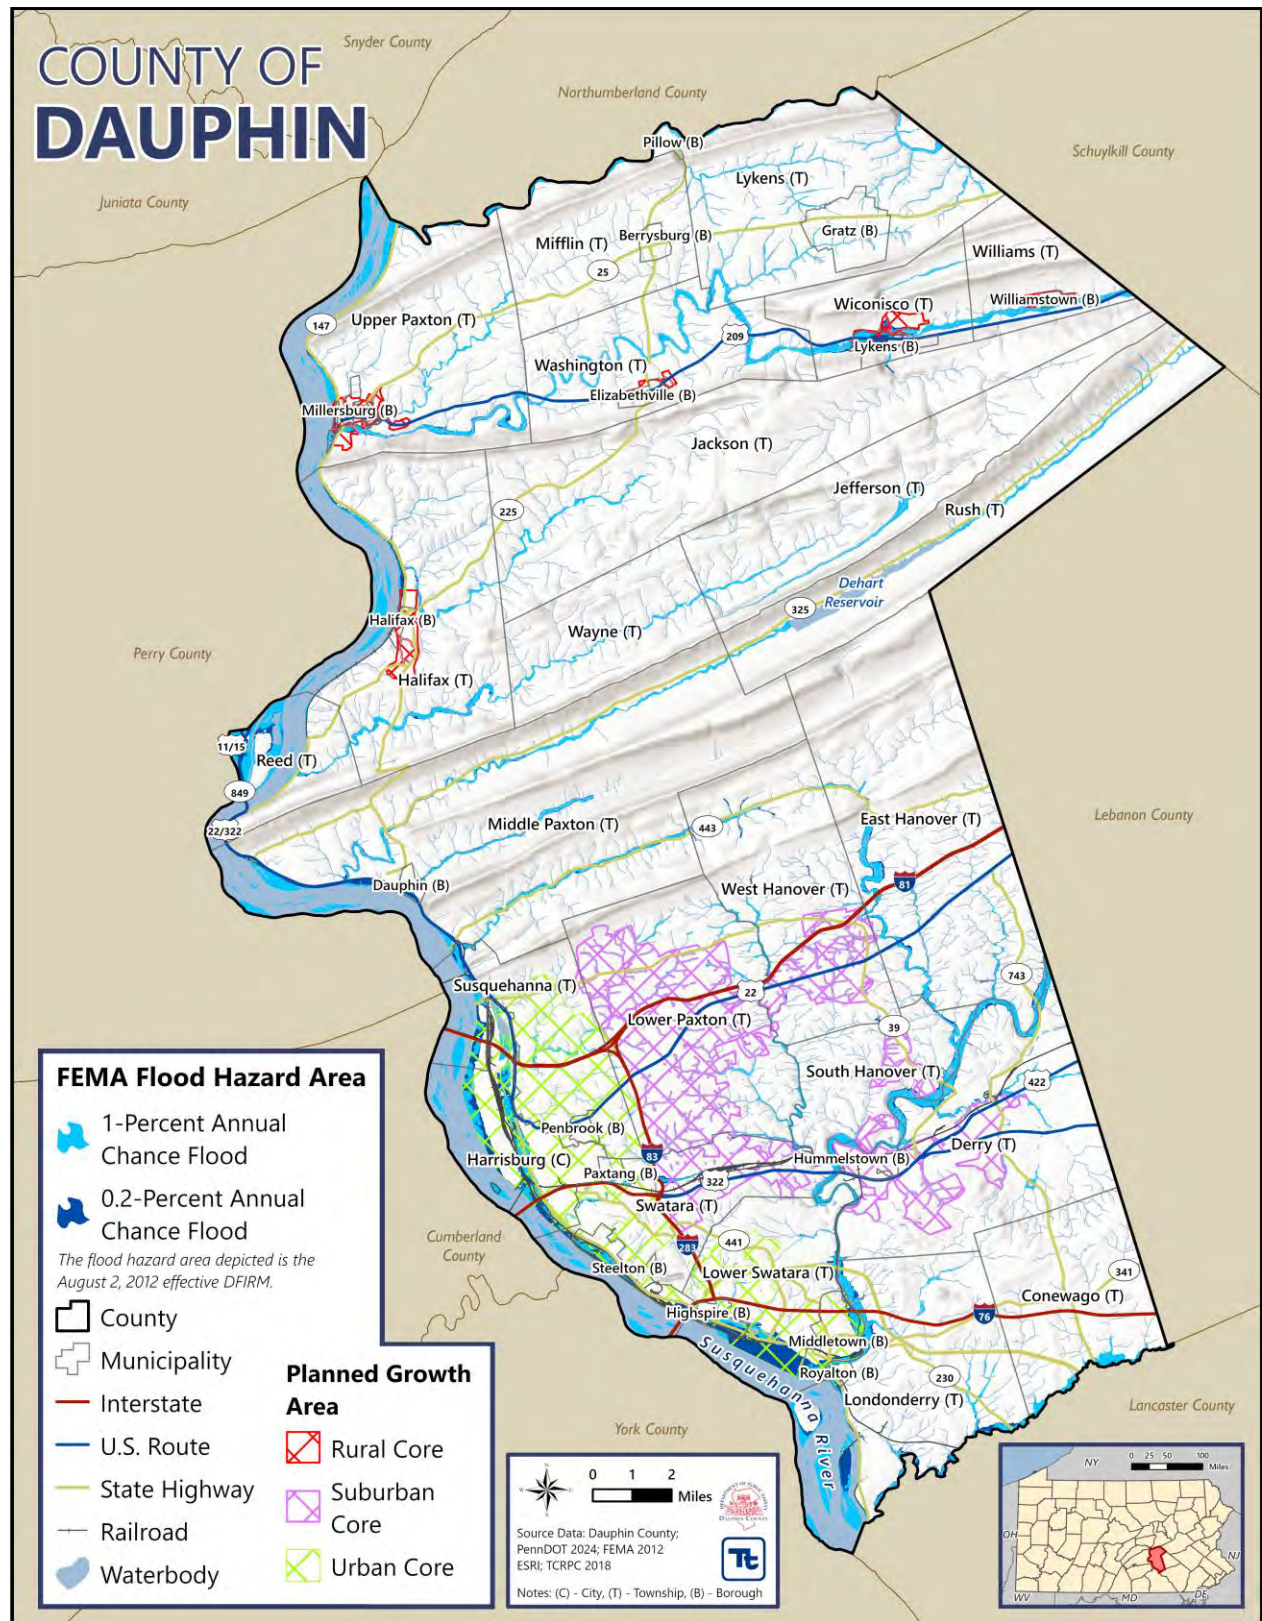 COUNTY OF
DAUPHIN
Snyder County
Northumberland County
Schuylkill County
Juniata County
Pillow (B)
Lykens (T)
Mifflin (T)
Berrysburg (B)
Gratz (B)
Williams (T)
25
147
Upper Paxton (T)
Wiconisco (T)
Williamstown (B)
209
Lykens (B)
Washington (T)
Elizabethville (B)
Millersburg (B)
Jackson (T)
Jefferson (T)
Rush (T)
225
Dehart
Reservoir
325
Halifax (B)
Wayne (T)
Perry County
Halifax (T)
11/15
Reed (T)
849
22/322
Middle Paxton (T)
443
East Hanover (T)
Lebanon County
Dauphin (B)
West Hanover (T)
81
743
Susquehanna (T)
22
Lower Paxton (T)
39
South Hanover (T)
422
Penbrook (B)
Derry (T)
83
Hummelstown (B)
Harrisburg (C)
Paxtang (B)
322
Swatara (T)
Cumberland
County
441
283
Steelton (B)
Lower Swatara (T)
341
Conewago (T)
Highspire (B)
76
Middletown (B)
Royalton (B)
230
Londonderry (T)
Susquehanna River
Lancaster County
York County
FEMA Flood Hazard Area
1-Percent Annual
Chance Flood
0.2-Percent Annual
Chance Flood
The flood hazard area depicted is the
August 2, 2012 effective DFIRM.
County
Municipality
Interstate
U.S. Route
State Highway
Railroad
Waterbody
Planned Growth
Area
Rural Core
Suburban
Core
Urban Core
N
W
E
S
0 1 2
Miles
DEPARTMENT OF PUBLIC SAFETY
DAUPHIN COUNTY
Source Data: Dauphin County;
PennDOT 2024; FEMA 2012
ESRI; TCRPC 2018
Tt
Notes: (C) - City, (T) - Township, (B) - Borough
0 25 50 100
Miles
NY
OH
NJ
WV
MD
DE